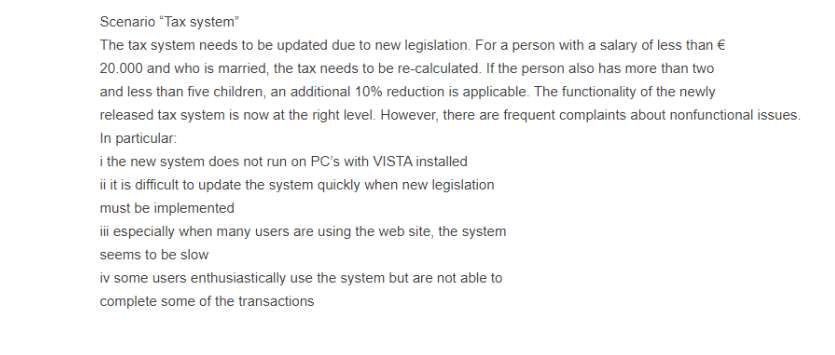 Scenario “Tax system”
The tax system needs to be updated due to new legislation. For a person with a salary of less than €
20.000 and who is married, the tax needs to be re-calculated. If the person also has more than two
and less than five children, an additional 10% reduction is applicable. The functionality of the newly
released tax system is now at the right level. However, there are frequent complaints about nonfunctional issues.
In particular:
i the new system does not run on PC’s with VISTA installed
ii it is difficult to update the system quickly when new legislation
must be implemented
iii especially when many users are using the web site, the system
seems to be slow
iv some users enthusiastically use the system but are not able to
complete some of the transactions